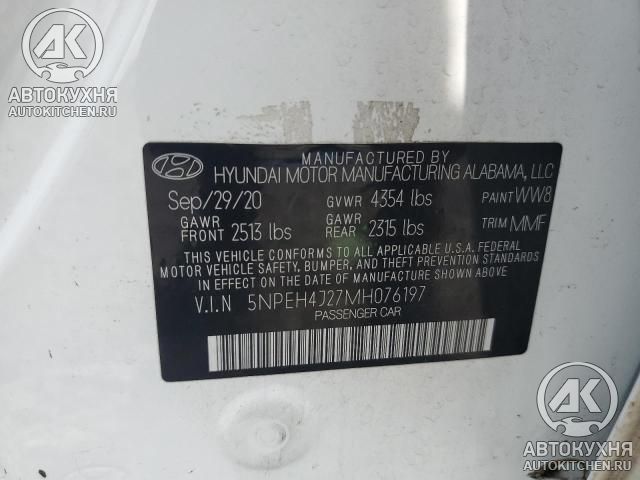 AK
АВТОКУХНЯ
AUTOKITCHEN.RU
MANUFACTURED BY
HYUNDAI MOTOR MANUFACTURING ALABAMA, LLC
Sep/29/20 GVWR 4354 lbs PAINT WW8
GAWR FRONT 2513 lbs GAWR REAR 2315 lbs TRIM MMF
THIS VEHICLE CONFORMS TO ALL APPLICABLE U.S.A. FEDERAL
MOTOR VEHICLE SAFETY, BUMPER, AND THEFT PREVENTION STANDARDS
IN EFFECT ON THE DATE OF MANUFACTURE SHOWN ABOVE.
V.I.N 5NPEH4J27MH076197
PASSENGER CAR
AK
АВТОКУХНЯ
AUTOKITCHEN.RU